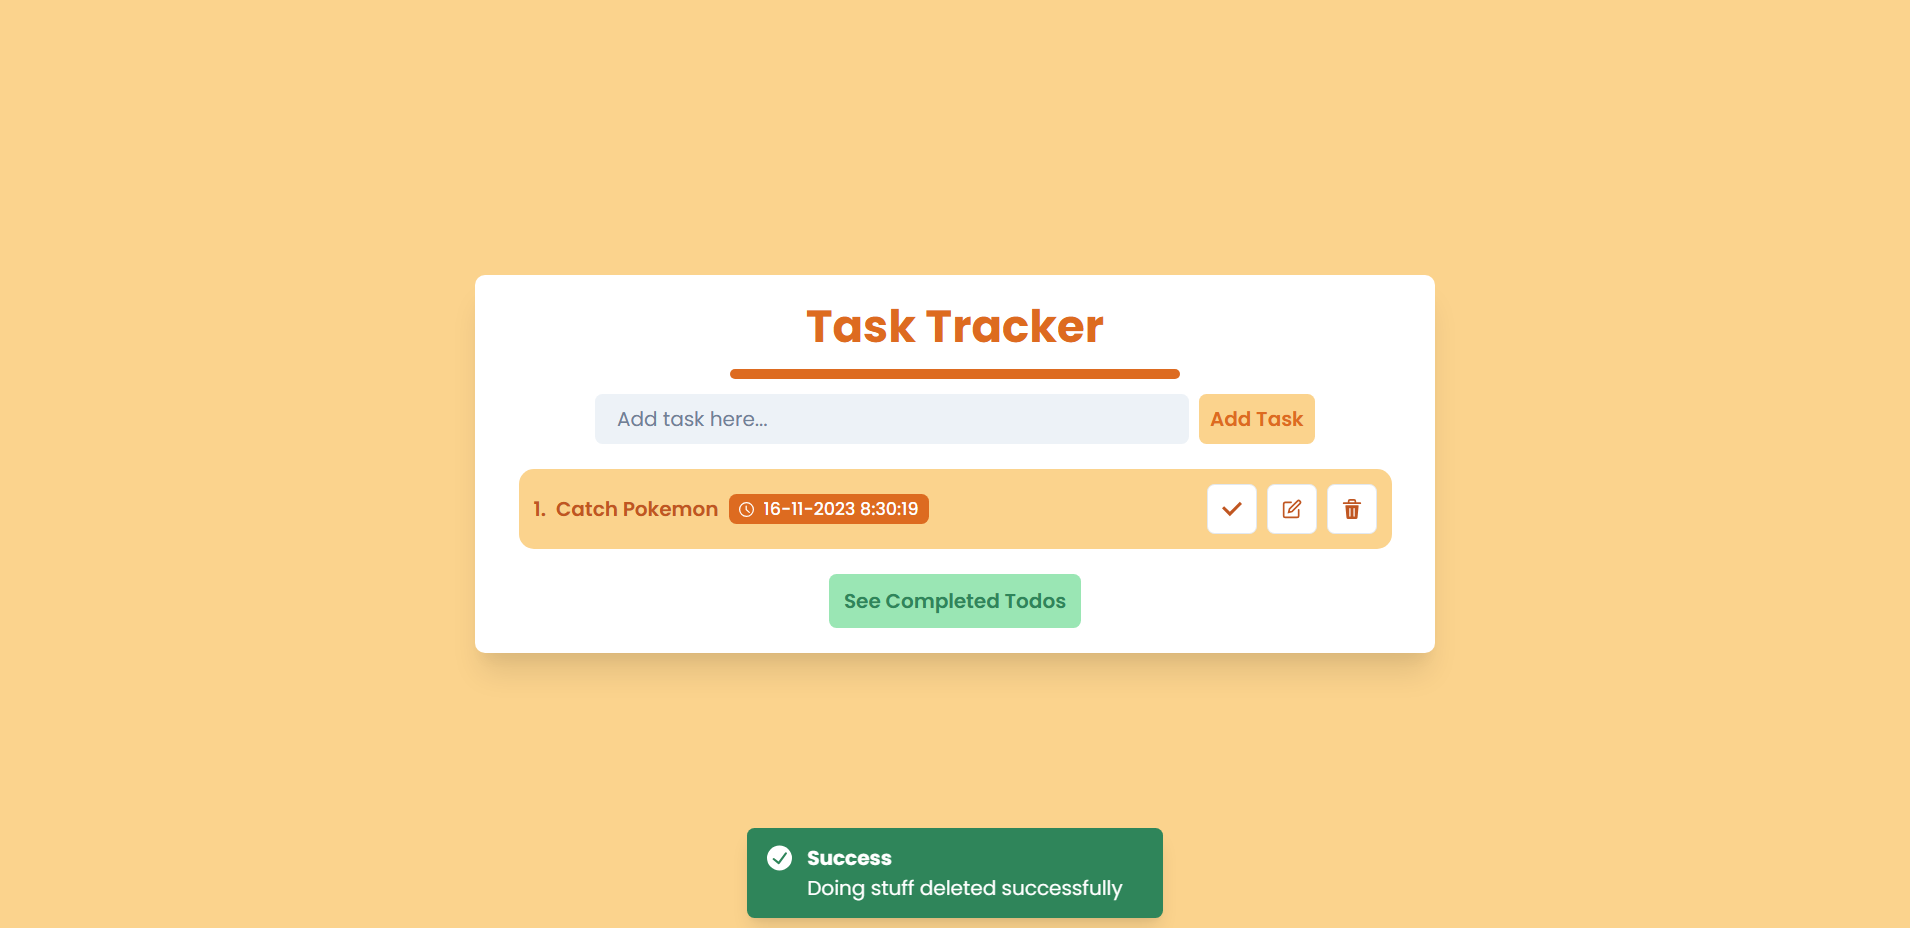 Task Tracker
Add task here...
Add Task
1. Catch Pokemon 16-11-2023 8:30:19
See Completed Todos
Success
Doing stuff deleted successfully